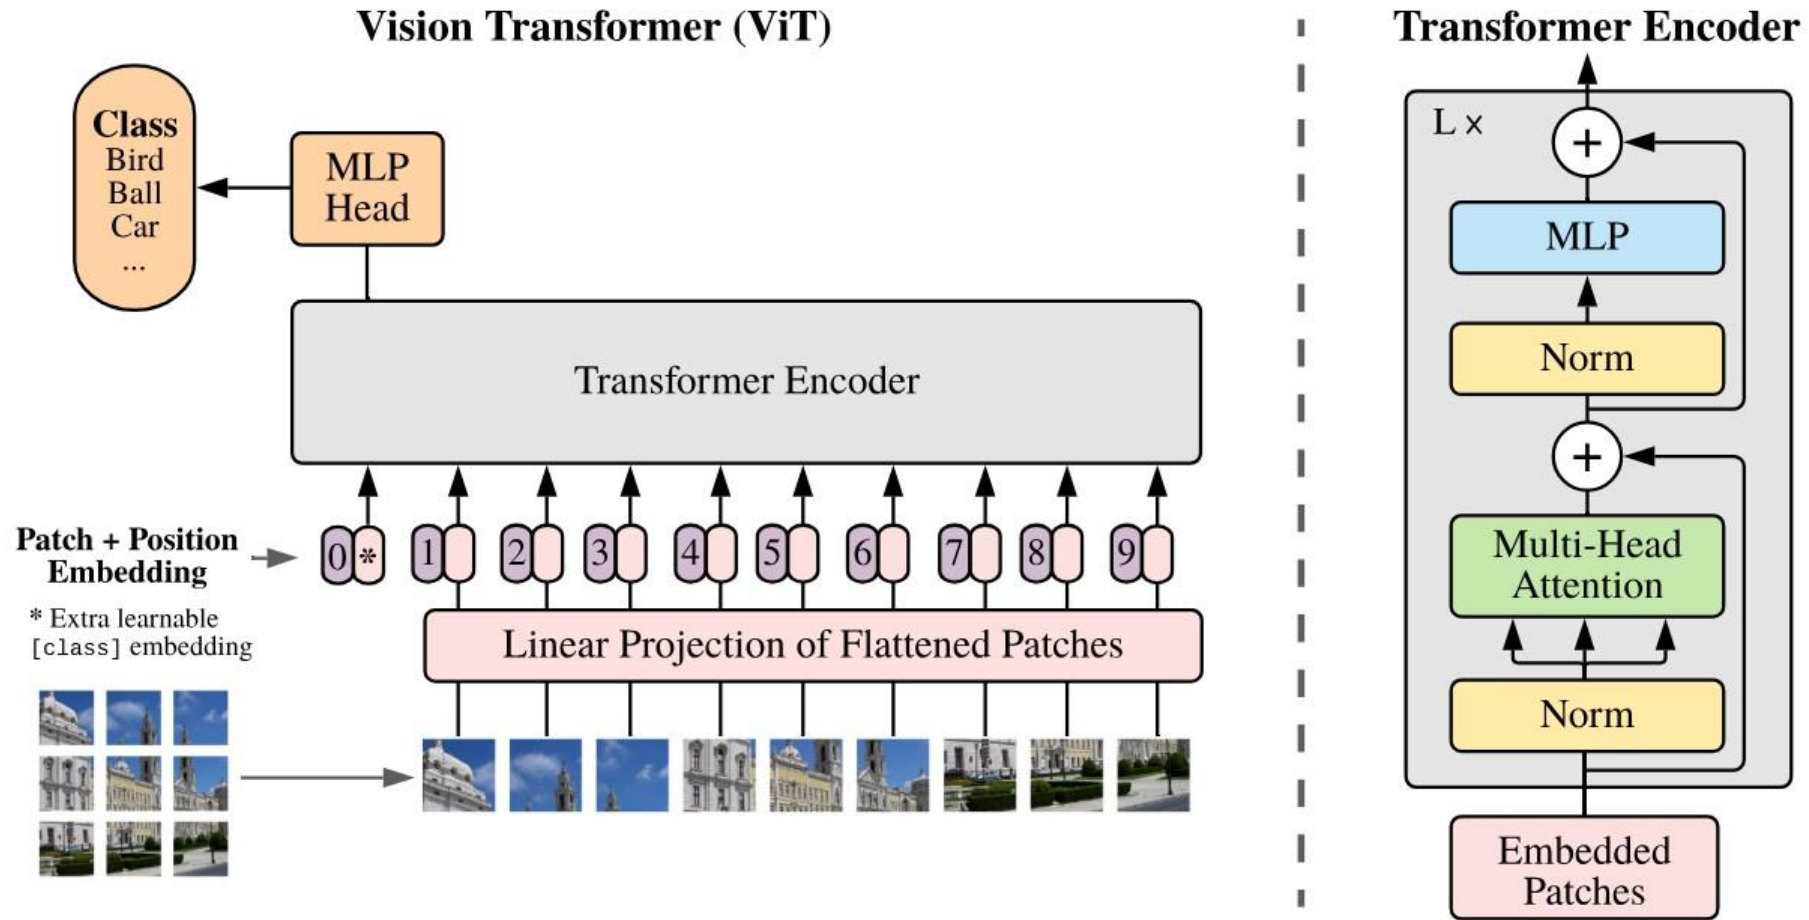 Vision Transformer (ViT)
Class
Bird
Ball
Car
...
MLP
Head
Transformer Encoder
Patch + Position
Embedding
0 * 1 2 3 4 5 6 7 8 9
* Extra learnable
[class] embedding
Linear Projection of Flattened Patches
Transformer Encoder
L ×
+
MLP
Norm
+
Multi-Head
Attention
Norm
Embedded
Patches